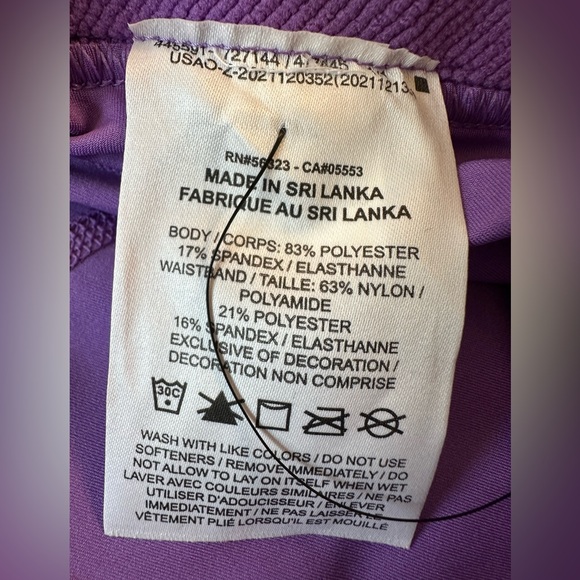 USAO-Z-2021120352(20211213
RN#56323 - CA#05553
MADE IN SRI LANKA
FABRIQUE AU SRI LANKA
BODY / CORPS: 83% POLYESTER
17% SPANDEX / ELASTHANNE
WAISTBAND / TAILLE: 63% NYLON /
POLYAMIDE
21% POLYESTER
16% SPANDEX / ELASTHANNE
EXCLUSIVE OF DECORATION /
DECORATION NON COMPRISE
30C
WASH WITH LIKE COLORS / DO NOT USE
SOFTENERS / REMOVE IMMEDIATELY / DO
NOT ALLOW TO LAY ON ITSELF WHEN WET
LAVER AVEC COULEURS SIMILAIRES / NE PAS
UTILISER D'ADOUCISSEUR / ENLEVER
IMMÉDIATEMENT / NE PAS LAISSER LE
VÊTEMENT PLIÉ LORSQU'IL EST MOUILLÉ